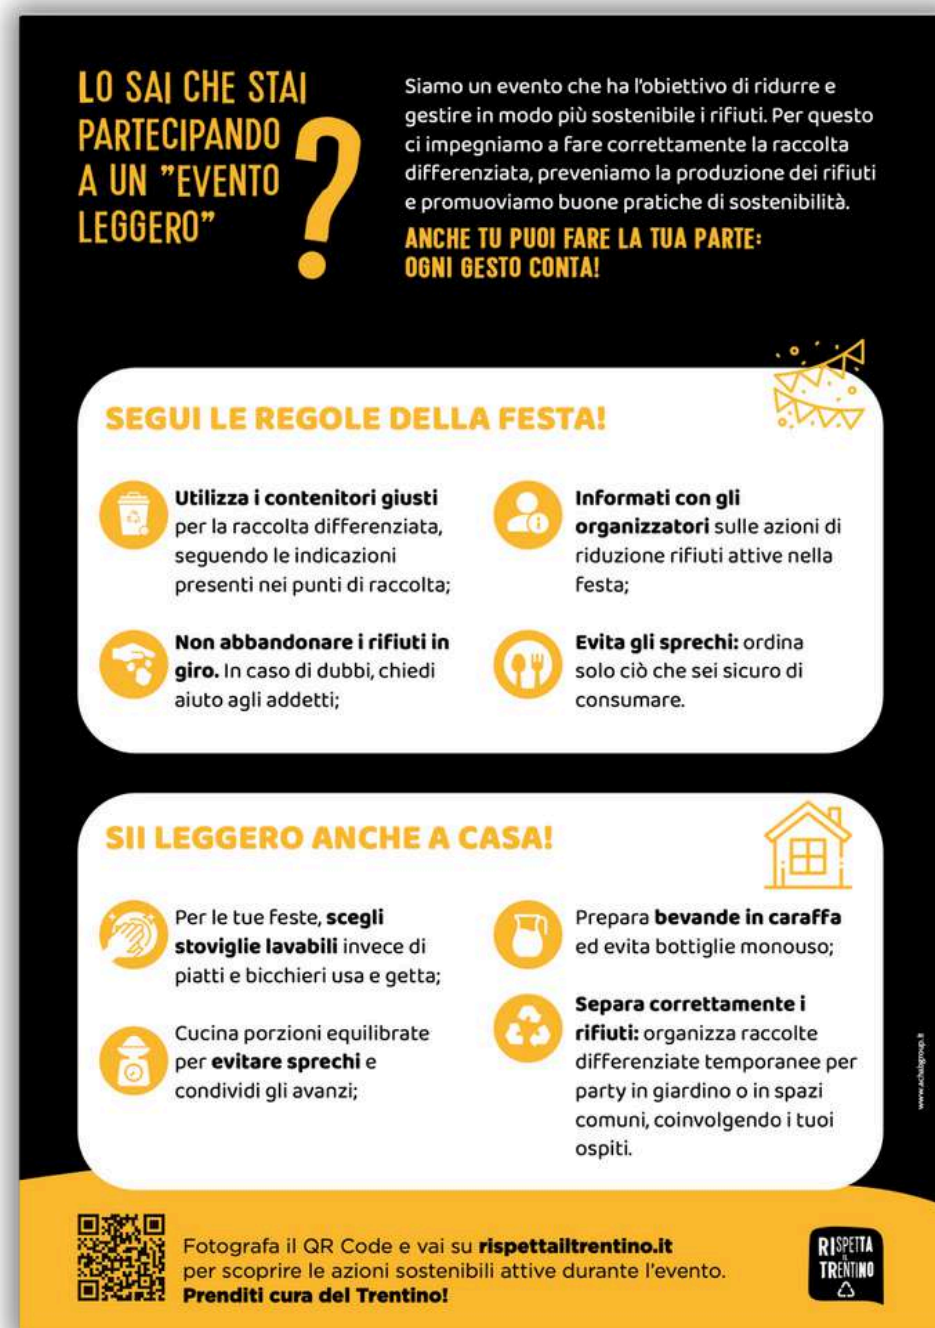 LO SAI CHE STAI
PARTECIPANDO
A UN "EVENTO
LEGGERO"
?
Siamo un evento che ha l'obiettivo di ridurre e
gestire in modo più sostenibile i rifiuti. Per questo
ci impegniamo a fare correttamente la raccolta
differenziata, preveniamo la produzione dei rifiuti
e promuoviamo buone pratiche di sostenibilità.
ANCHE TU PUOI FARE LA TUA PARTE:
OGNI GESTO CONTA!
SEGUI LE REGOLE DELLA FESTA!
Utilizza i contenitori giusti
per la raccolta differenziata,
seguendo le indicazioni
presenti nei punti di raccolta;
Non abbandonare i rifiuti in
giro. In caso di dubbi, chiedi
aiuto agli addetti;
Informati con gli
organizzatori sulle azioni di
riduzione rifiuti attive nella
festa;
Evita gli sprechi: ordina
solo ciò che sei sicuro di
consumare.
SII LEGGERO ANCHE A CASA!
Per le tue feste, scegli
stoviglie lavabili invece di
piatti e bicchieri usa e getta;
Cucina porzioni equilibrate
per evitare sprechi e
condividi gli avanzi;
Prepara bevande in caraffa
ed evita bottiglie monouso;
Separa correttamente i
rifiuti: organizza raccolte
differenziate temporanee per
party in giardino o in spazi
comuni, coinvolgendo i tuoi
ospiti.
Fotografa il QR Code e vai su rispettailtrentino.it
per scoprire le azioni sostenibili attive durante l'evento.
Prenditi cura del Trentino!
RISPETTA
IL
TRENTINO